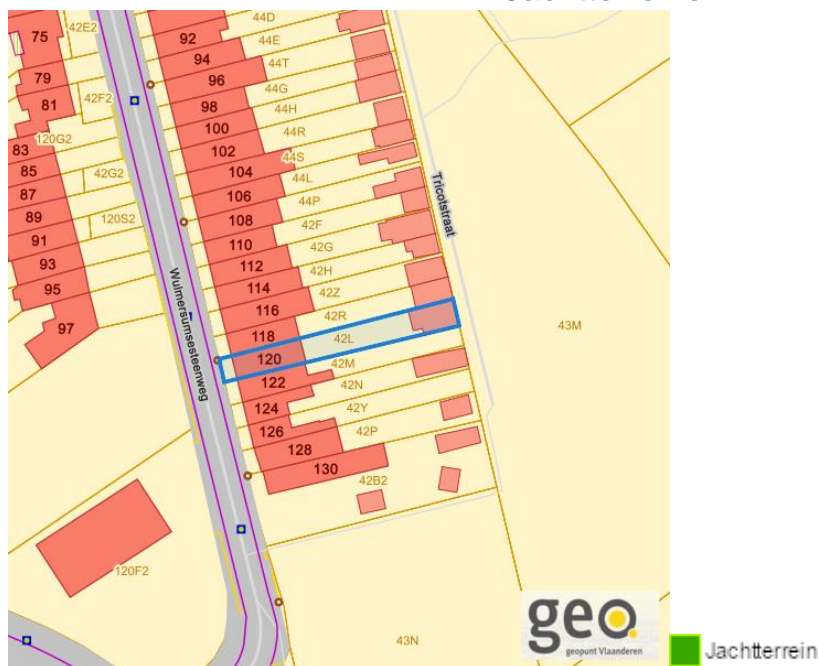 42E2
44D
75
92
44E
94
44T
79
96
44G
42F2
81
98
44H
100
44R
120G2
83
102
44S
85
42G2
104
44L
87
106
44P
Tricotstraat
89
120S2
108
42F
91
110
42G
93
112
42H
95
114
42Z
Wulmersumsesteenweg
116
42R
97
118
42L
43M
120
42M
122
42N
124
42Y
126
42P
128
130
42B2
120F2
43N
geo
geopunt Vlaanderen
Jachtterrein